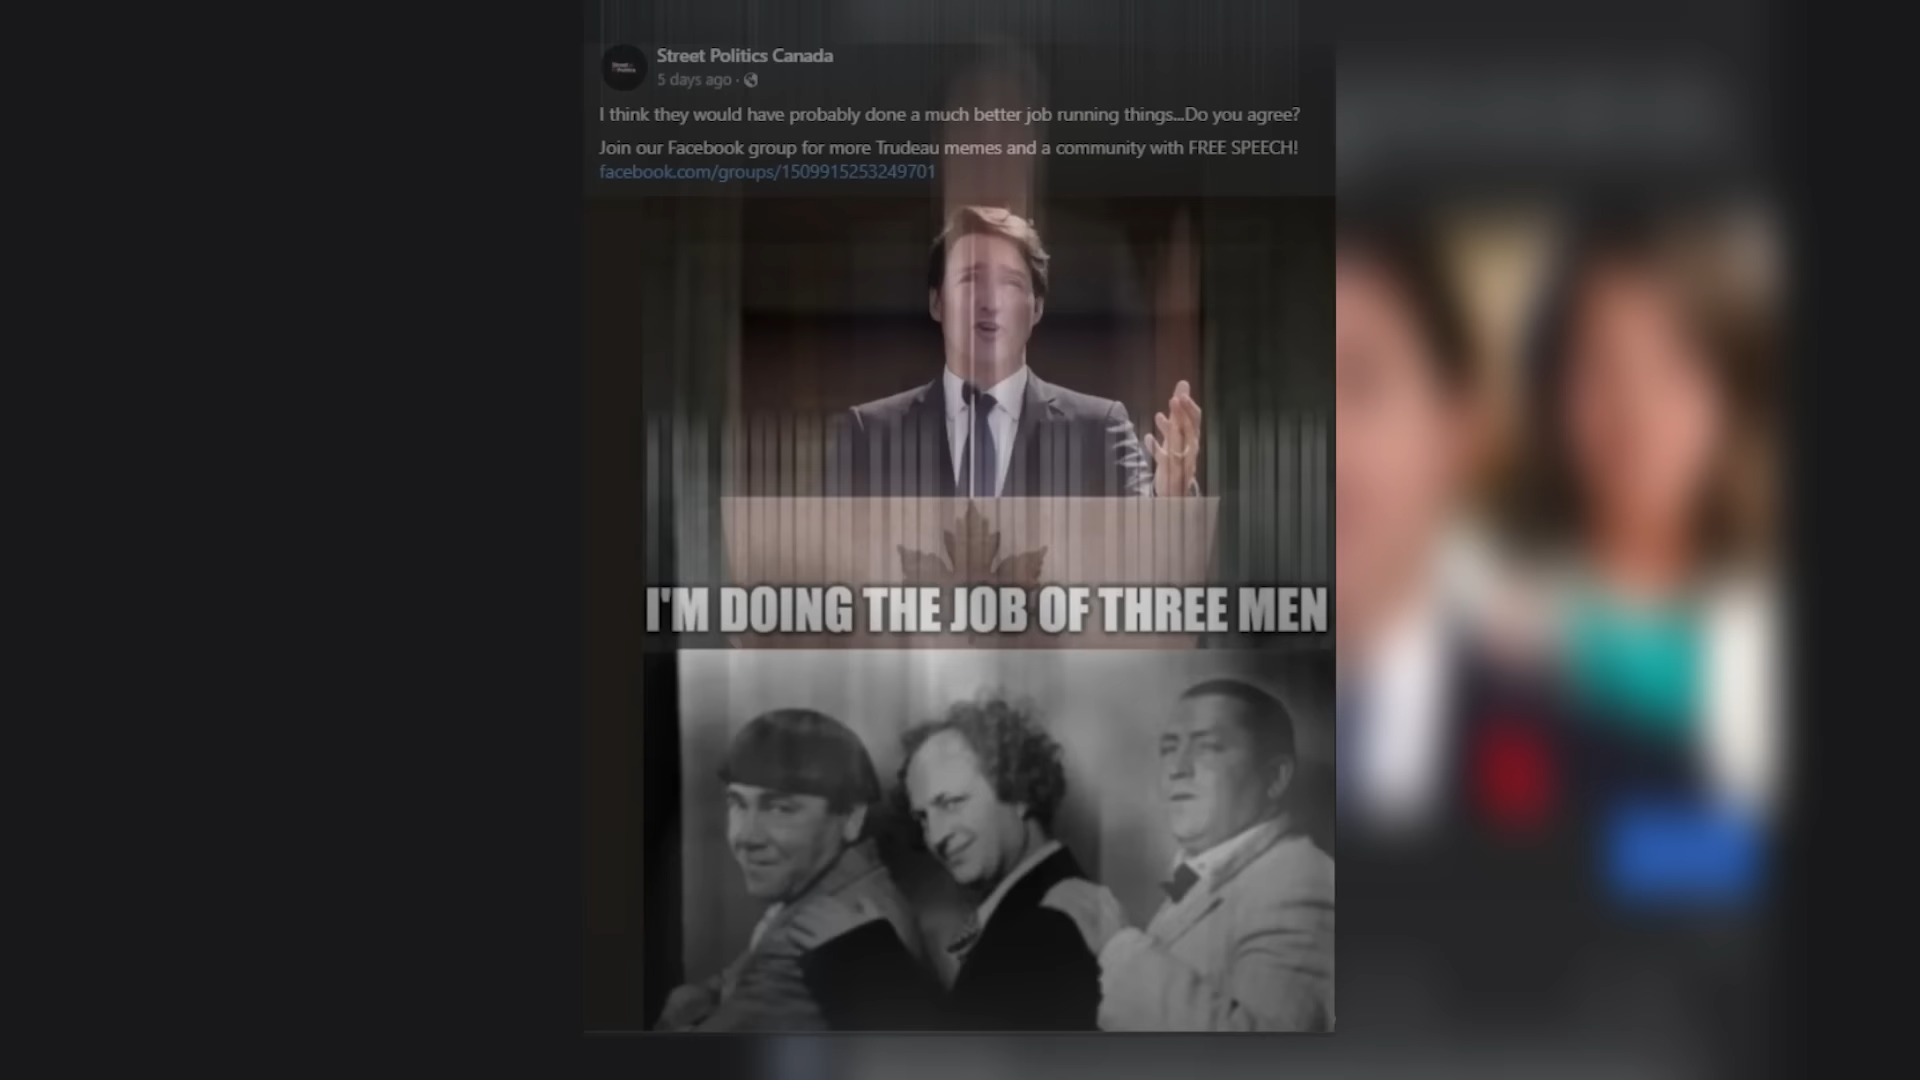 Street Politics Canada
5 days ago ·
I think they would have probably done a much better job running things...Do you agree?
Join our Facebook group for more Trudeau memes and a community with FREE SPEECH!
facebook.com/groups/1509915253249701
I'M DOING THE JOB OF THREE MEN